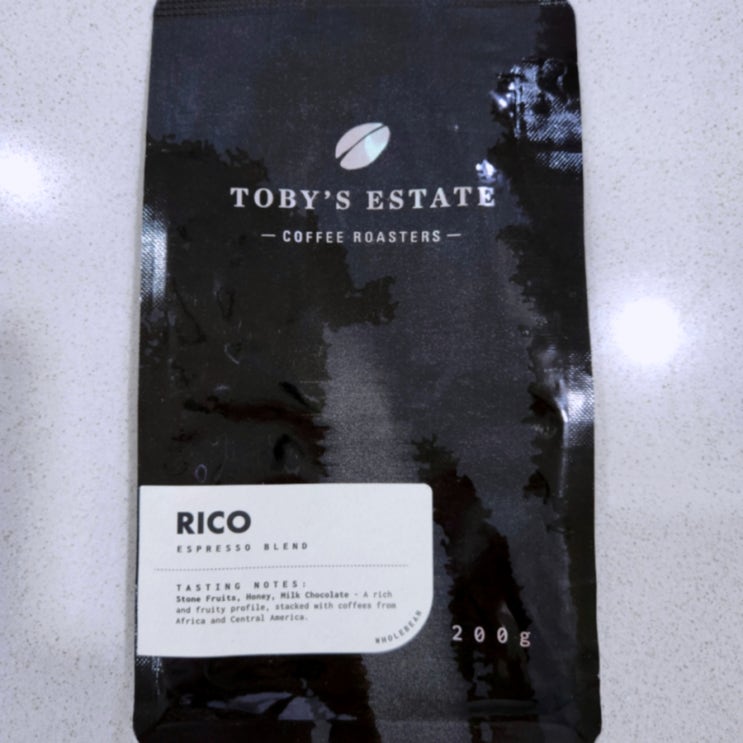 TOBY'S ESTATE
— COFFEE ROASTERS —
RICO
ESPRESSO BLEND
TASTING NOTES:
Stone Fruits, Honey, Milk Chocolate - A rich
and fruity profile, stacked with coffees from
Africa and Central America.
WHOLEBEAN
200g